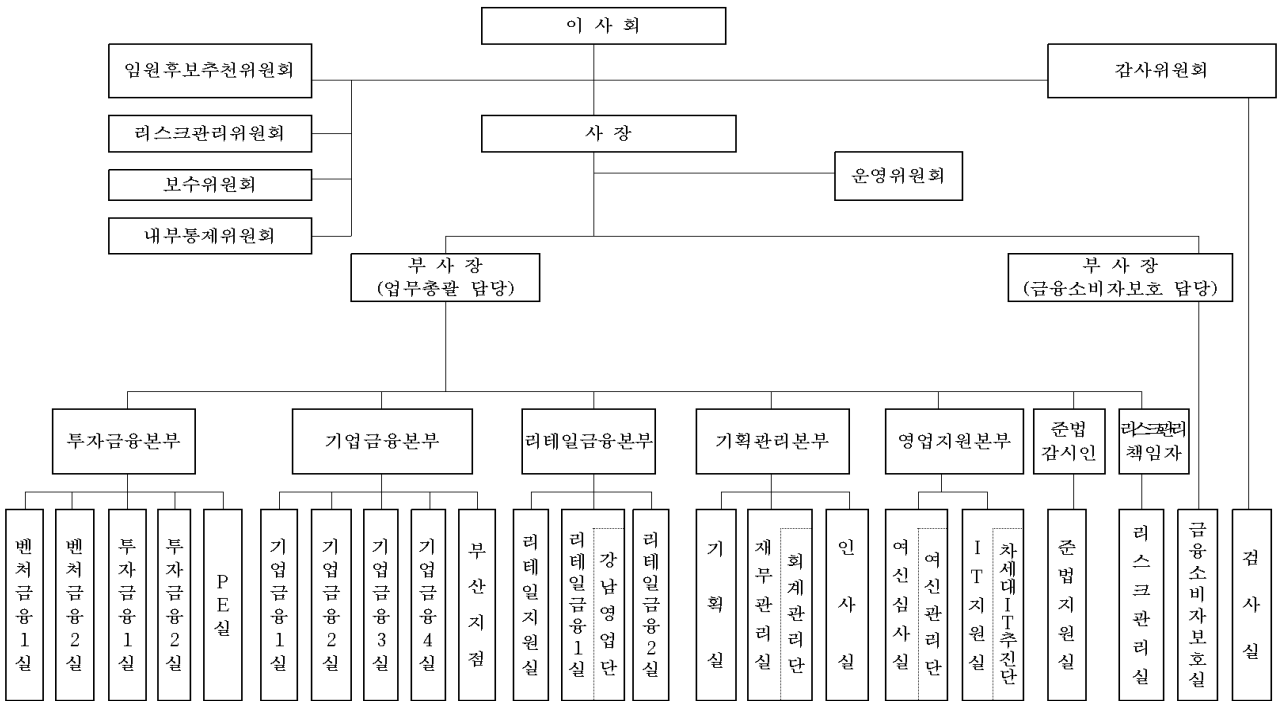 이 사 회
임원후보추천위원회
감사위원회
리스크관리위원회
사 장
보수위원회
운영위원회
내부통제위원회
부 사 장
(업무총괄 담당)
부 사 장
(금융소비자보호 담당)
투자금융본부
기업금융본부
리테일금융본부
기획관리본부
영업지원본부
준법
감시인
리스크관리
책임자
벤처금융1실
벤처금융2실
투자금융1실
투자금융2실
PE실
기업금융1실
기업금융2실
기업금융3실
기업금융4실
부산지점
리테일지원실
리테일금융1실
강남영업단
리테일금융2실
기획실
재무관리실
회계관리단
인사실
여신심사실
여신관리단
IT지원실
차세대IT추진단
준법지원실
리스크관리실
금융소비자보호실
검사실